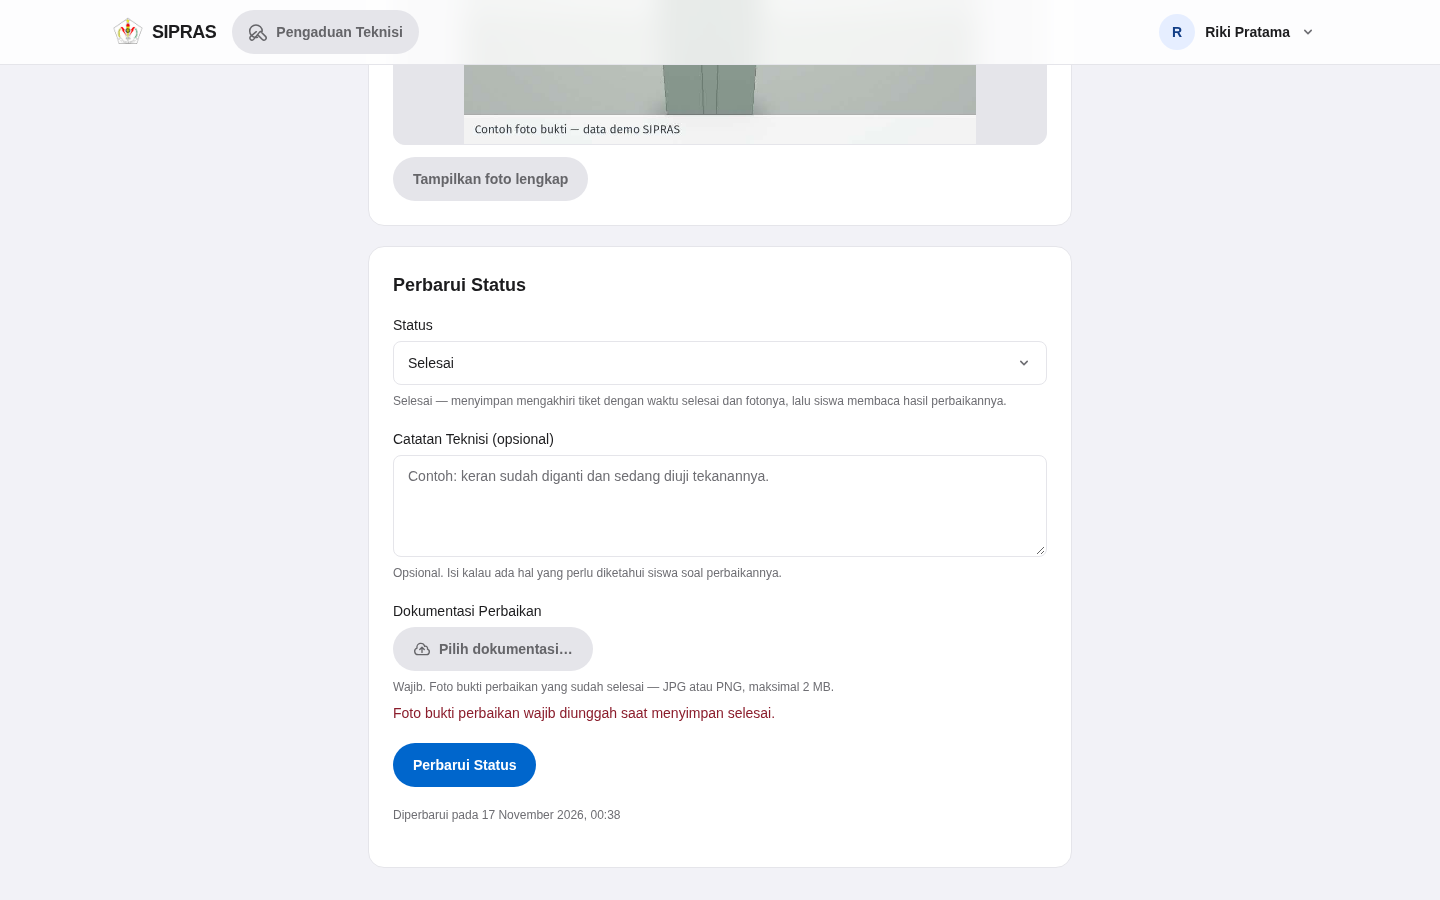 SIPRAS
Pengaduan Teknisi
R
Riki Pratama
Contoh foto bukti — data demo SIPRAS
Tampilkan foto lengkap
Perbarui Status
Status
Selesai
Selesai — menyimpan mengakhiri tiket dengan waktu selesai dan fotonya, lalu siswa membaca hasil perbaikannya.
Catatan Teknisi (opsional)
Contoh: keran sudah diganti dan sedang diuji tekanannya.
Opsional. Isi kalau ada hal yang perlu diketahui siswa soal perbaikannya.
Dokumentasi Perbaikan
Pilih dokumentasi…
Wajib. Foto bukti perbaikan yang sudah selesai — JPG atau PNG, maksimal 2 MB.
Foto bukti perbaikan wajib diunggah saat menyimpan selesai.
Perbarui Status
Diperbarui pada 17 November 2026, 00:38